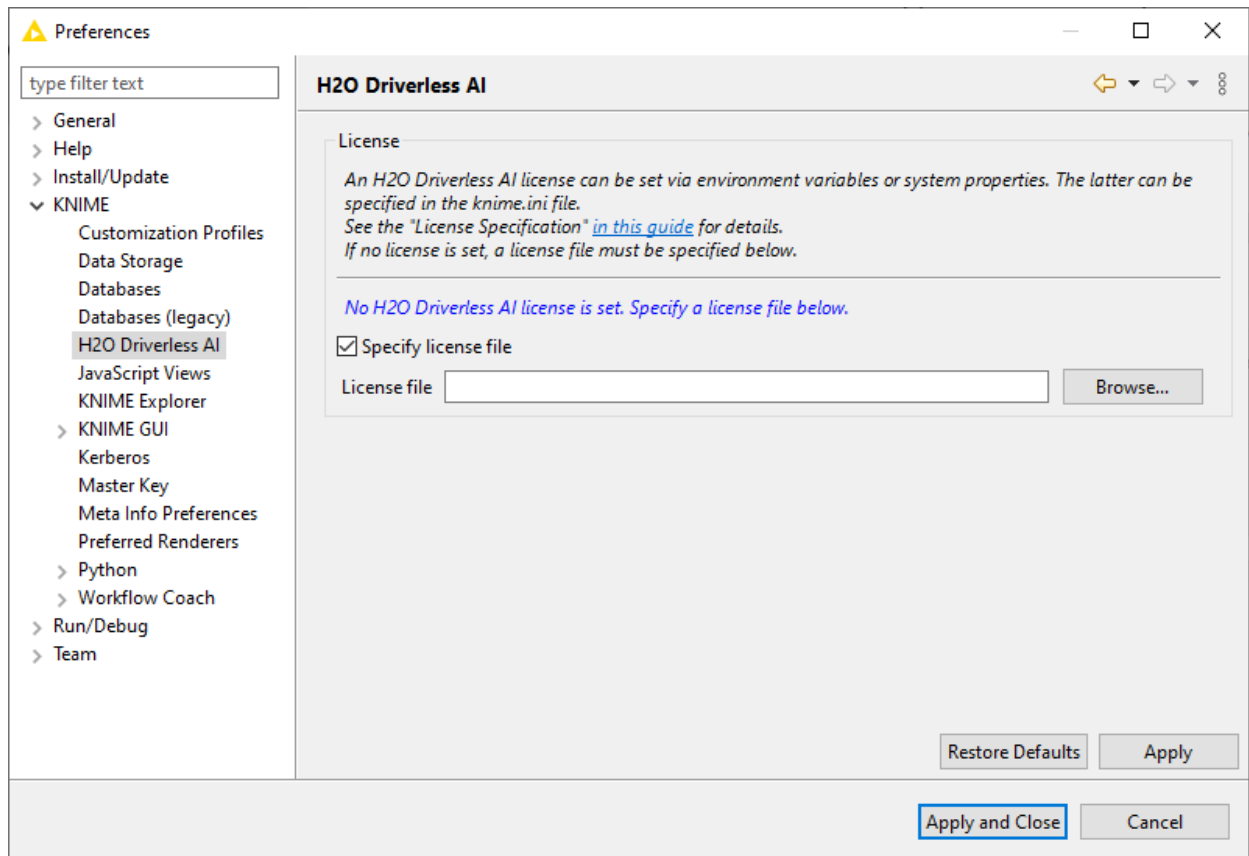 Preferences
type filter text
General
Help
Install/Update
KNIME
Customization Profiles
Data Storage
Databases
Databases (legacy)
H2O Driverless AI
JavaScript Views
KNIME Explorer
KNIME GUI
Kerberos
Master Key
Meta Info Preferences
Preferred Renderers
Python
Workflow Coach
Run/Debug
Team
H2O Driverless AI
License
An H2O Driverless AI license can be set via environment variables or system properties. The latter can be
specified in the knime.ini file.
See the "License Specification" in this guide for details.
If no license is set, a license file must be specified below.
No H2O Driverless AI license is set. Specify a license file below.
Specify license file
License file
Browse...
Restore Defaults
Apply
Apply and Close
Cancel